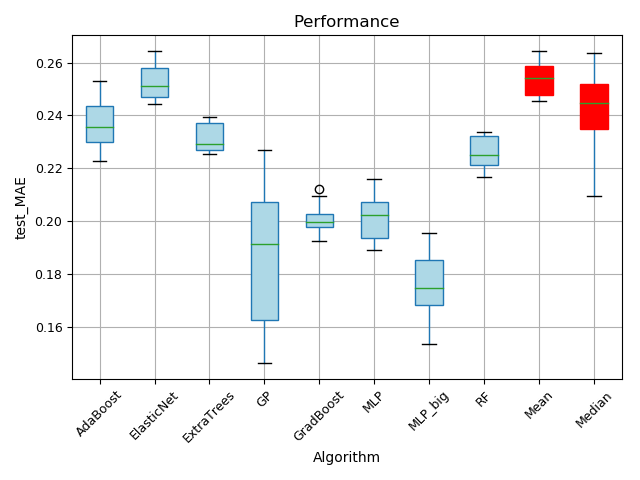 Performance
test_MAE
0.26
0.24
0.22
0.20
0.18
0.16
AdaBoost
ElasticNet
ExtraTrees
GP
GradBoost
MLP
MLP_big
RF
Mean
Median
Algorithm